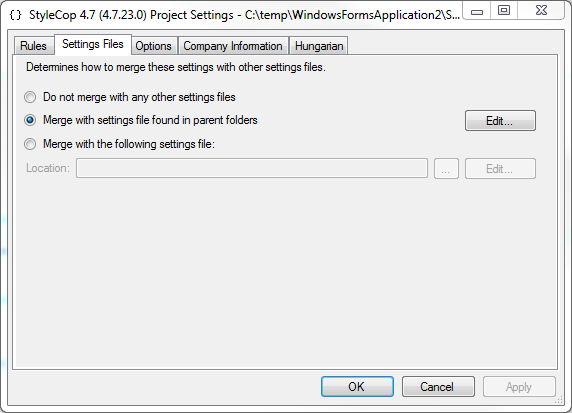 {} StyleCop 4.7 (4.7.23.0) Project Settings - C:\temp\WindowsFormsApplication2\S...
Rules Settings Files Options Company Information Hungarian
Determines how to merge these settings with other settings files.
Do not merge with any other settings files
Merge with settings file found in parent folders Edit...
Merge with the following settings file:
Location: ... Edit...
OK Cancel Apply